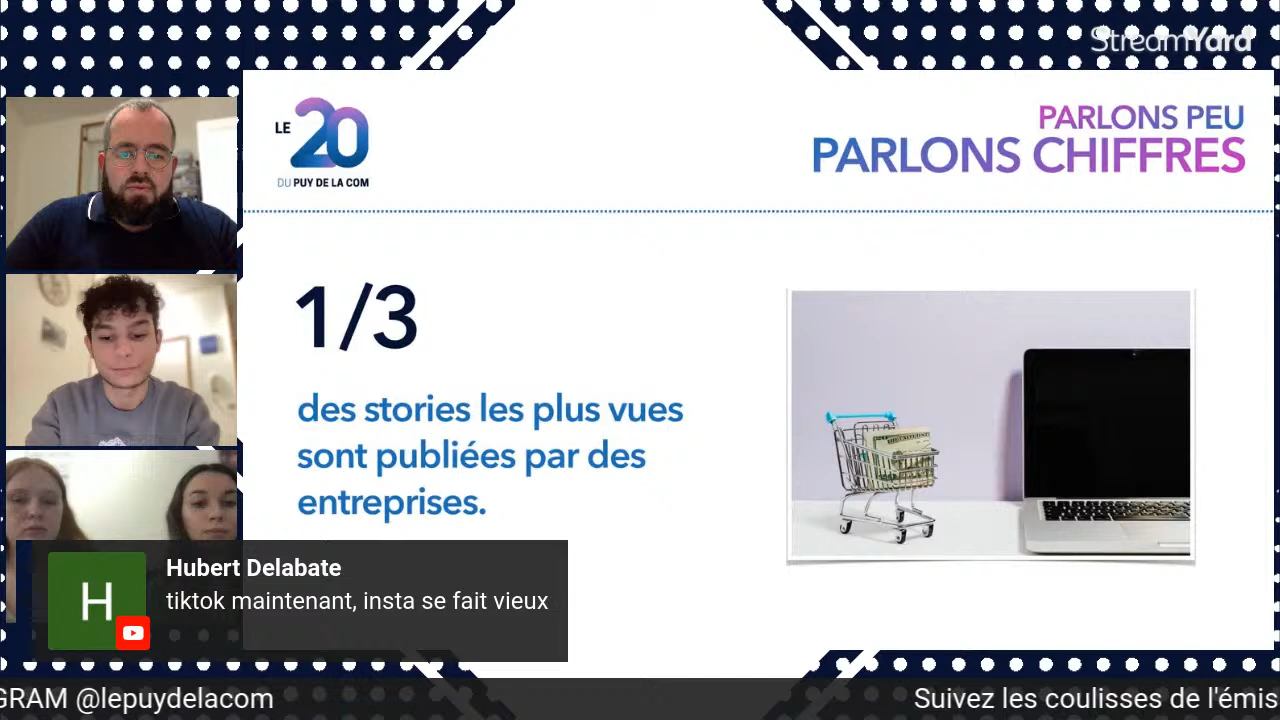 StreamYard
LE 20
DU PUY DE LA COM
PARLONS PEU
PARLONS CHIFFRES
1/3
des stories les plus vues
sont publiées par des
entreprises.
H
Hubert Delabate
tiktok maintenant, insta se fait vieux
GRAM @lepuydelacom
Suivez les coulisses de l'émis